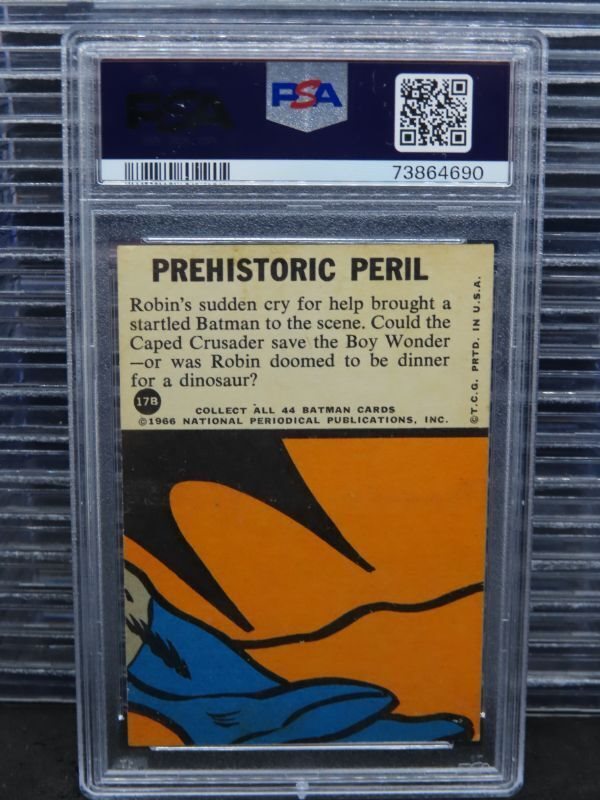 PSA
PSA
73864690
PREHISTORIC PERIL
Robin's sudden cry for help brought a
startled Batman to the scene. Could the
Caped Crusader save the Boy Wonder
—or was Robin doomed to be dinner
for a dinosaur?
17B
COLLECT ALL 44 BATMAN CARDS
©1966 NATIONAL PERIODICAL PUBLICATIONS, INC.
©T.C.G. PRTD. IN U.S.A.